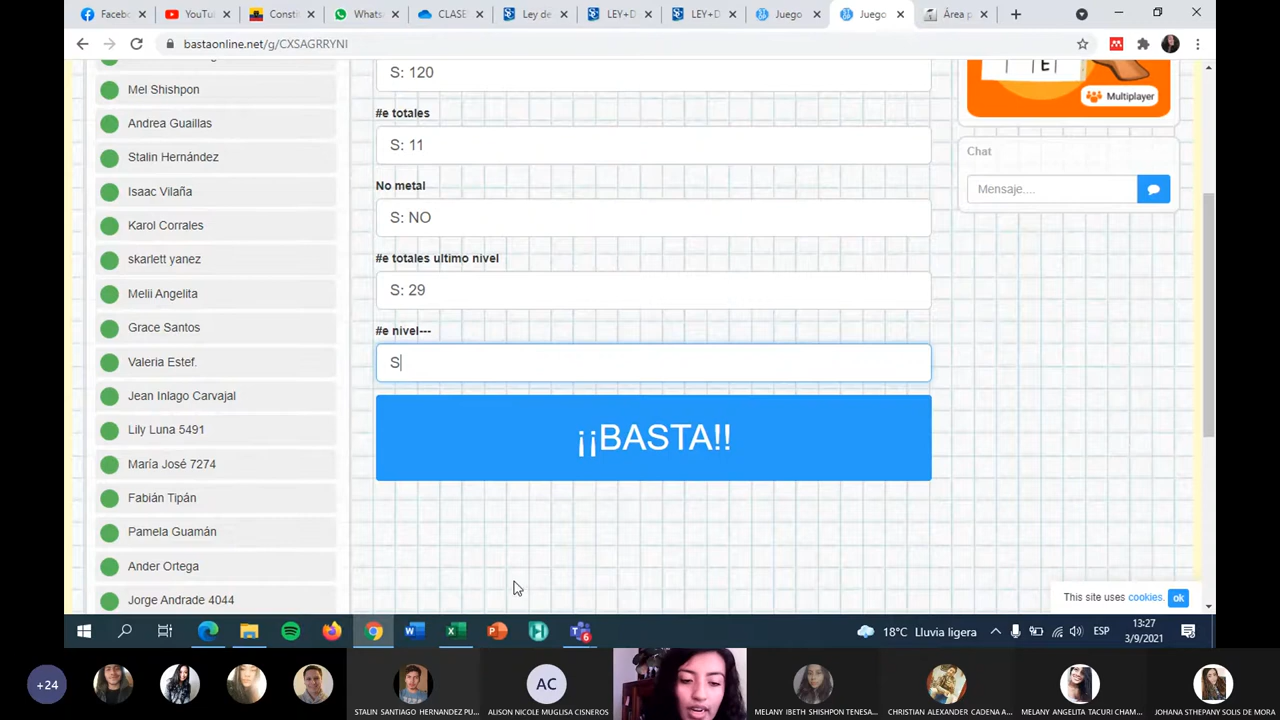 Faceb
YouTu
Consti
Whats
CLASE
Ley de
LEY+D
LEY+D
Juego
Juego
Área p
bastaonline.net/g/CXSAGRRYNI
Mel Shishpon
Andrea Guaillas
Stalin Hernández
Isaac Vilaña
Karol Corrales
skarlett yanez
Melii Angelita
Grace Santos
Valeria Estef.
Jean Inlago Carvajal
Lily Luna 5491
María José 7274
Fabián Tipán
Pamela Guamán
Ander Ortega
Jorge Andrade 4044
S: 120
#e totales
S: 11
No metal
S: NO
#e totales ultimo nivel
S: 29
#e nivel---
S
¡¡BASTA!!
E
Multiplayer
Chat
Mensaje....
This site uses cookies. ok
18°C Lluvia ligera
ESP
13:27
3/9/2021
+24
STALIN SANTIAGO HERNANDEZ PU...
AC
ALISON NICOLE MUGLISA CISNEROS
MELANY IBETH SHISHPON TENESA...
CHRISTIAN ALEXANDER CADENA A...
MELANY ANGELITA TACURI CHAM...
JOHANA STHEPANY SOLIS DE MORA